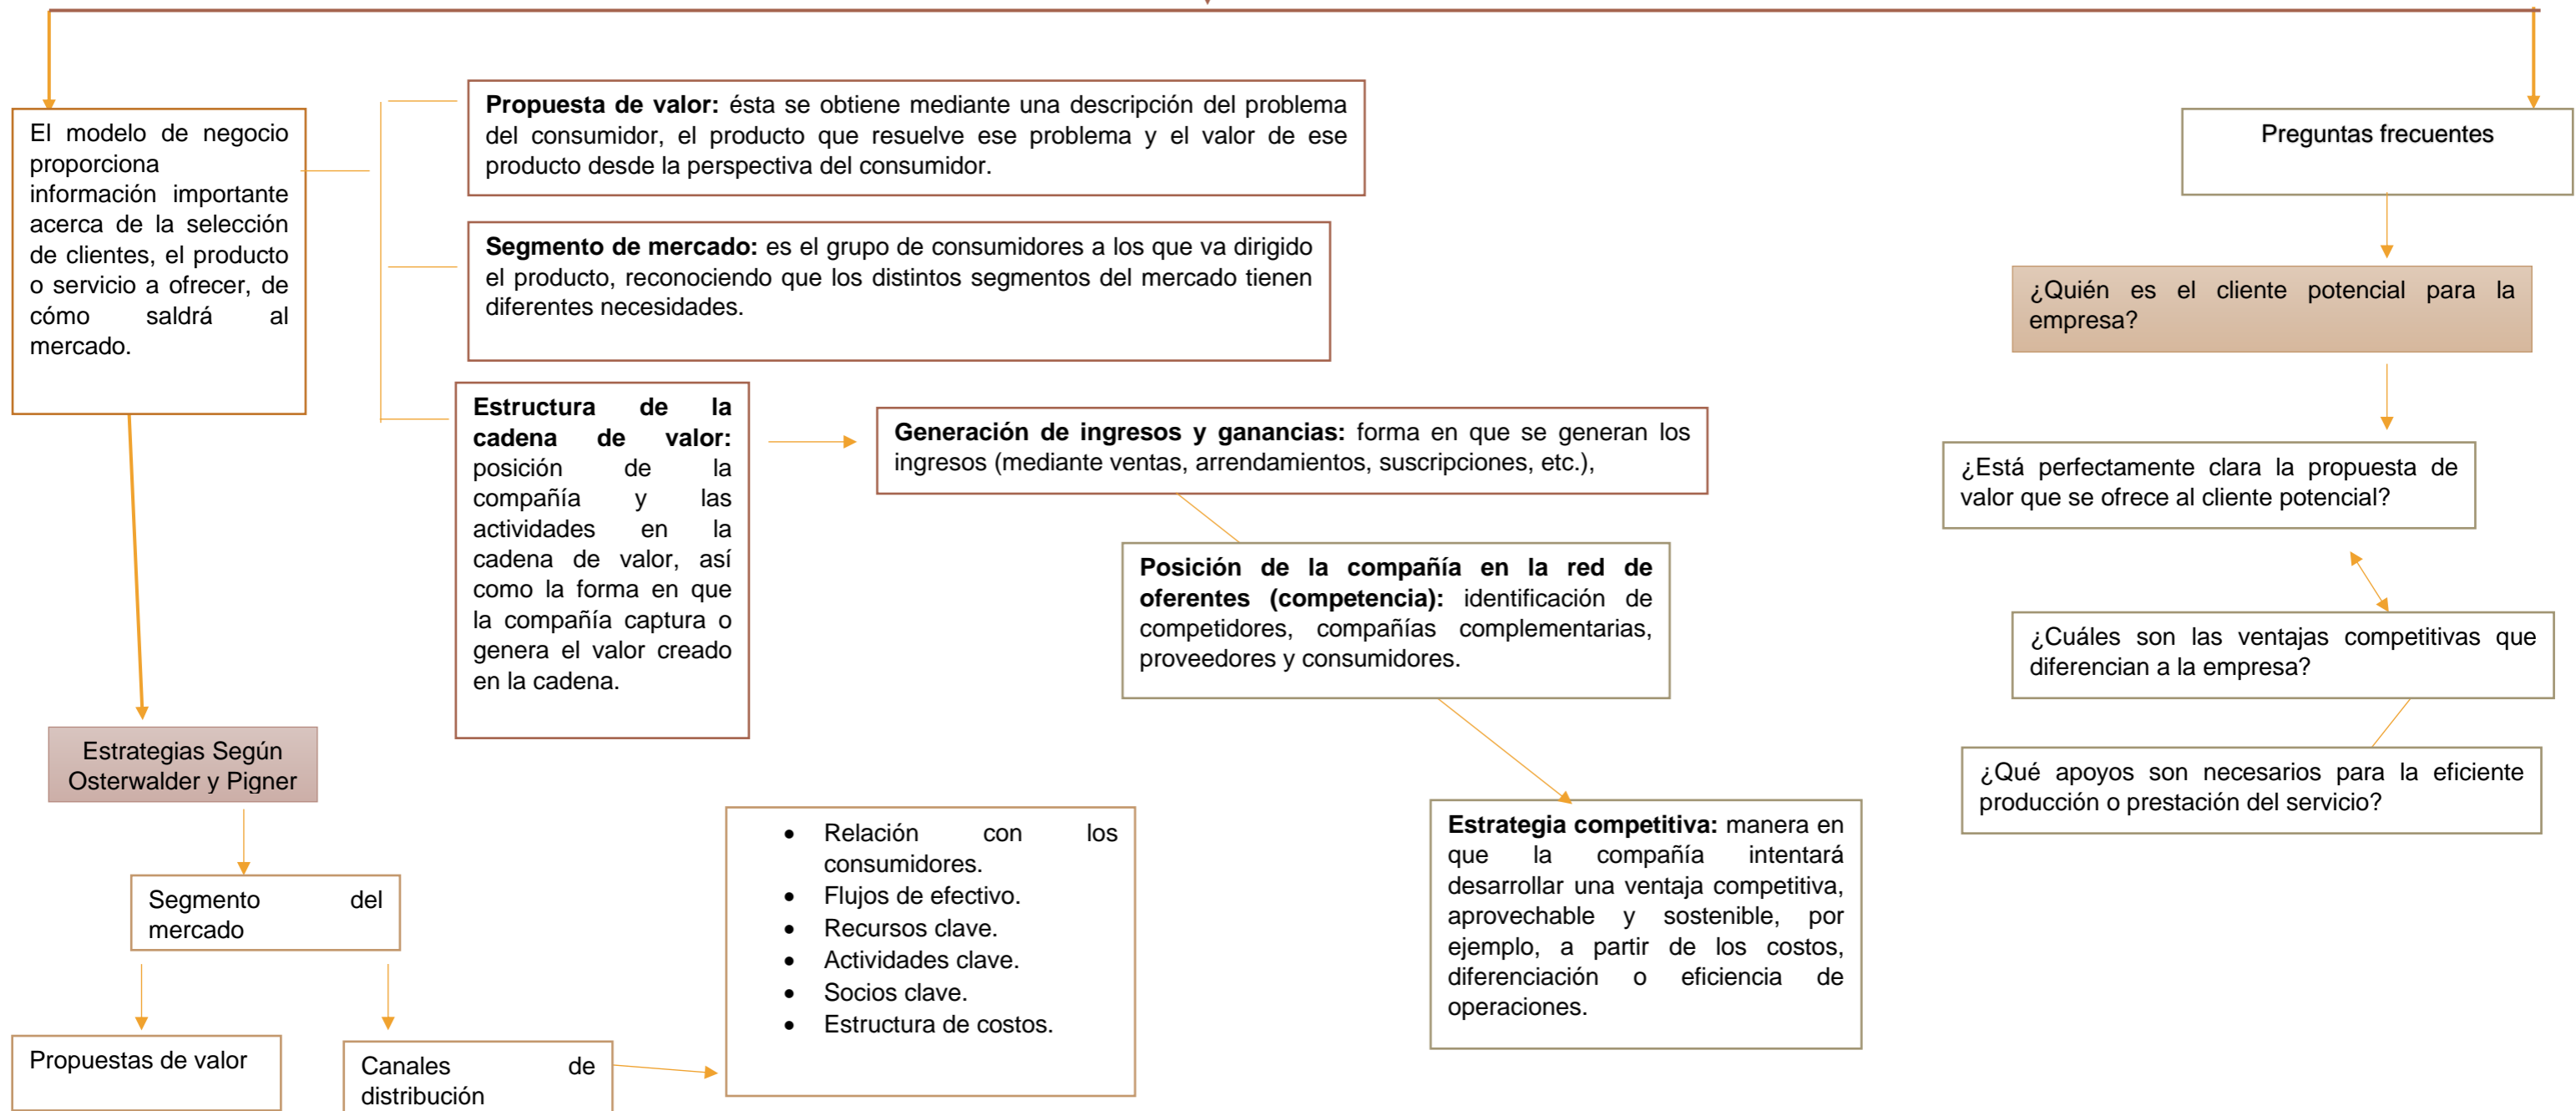 El modelo de negocio
proporciona
información importante
acerca de la selección
de clientes, el producto
o servicio a ofrecer, de
cómo saldrá al
mercado.
Propuesta de valor: ésta se obtiene mediante una descripción del problema
del consumidor, el producto que resuelve ese problema y el valor de ese
producto desde la perspectiva del consumidor.
Segmento de mercado: es el grupo de consumidores a los que va dirigido
el producto, reconociendo que los distintos segmentos del mercado tienen
diferentes necesidades.
Estructura de la
cadena de valor:
posición de la
compañía y las
actividades en la
cadena de valor, así
como la forma en que
la compañía captura o
genera el valor creado
en la cadena.
Generación de ingresos y ganancias: forma en que se generan los
ingresos (mediante ventas, arrendamientos, suscripciones, etc.),
Posición de la compañía en la red de
oferentes (competencia): identificación de
competidores, compañías complementarias,
proveedores y consumidores.
Estrategia competitiva: manera en
que la compañía intentará
desarrollar una ventaja competitiva,
aprovechable y sostenible, por
ejemplo, a partir de los costos,
diferenciación o eficiencia de
operaciones.
Estrategias Según
Osterwalder y Pigner
Segmento del
mercado
Propuestas de valor
Canales de
distribución
• Relación con los
consumidores.
• Flujos de efectivo.
• Recursos clave.
• Actividades clave.
• Socios clave.
• Estructura de costos.
Preguntas frecuentes
¿Quién es el cliente potencial para la
empresa?
¿Está perfectamente clara la propuesta de
valor que se ofrece al cliente potencial?
¿Cuáles son las ventajas competitivas que
diferencian a la empresa?
¿Qué apoyos son necesarios para la eficiente
producción o prestación del servicio?